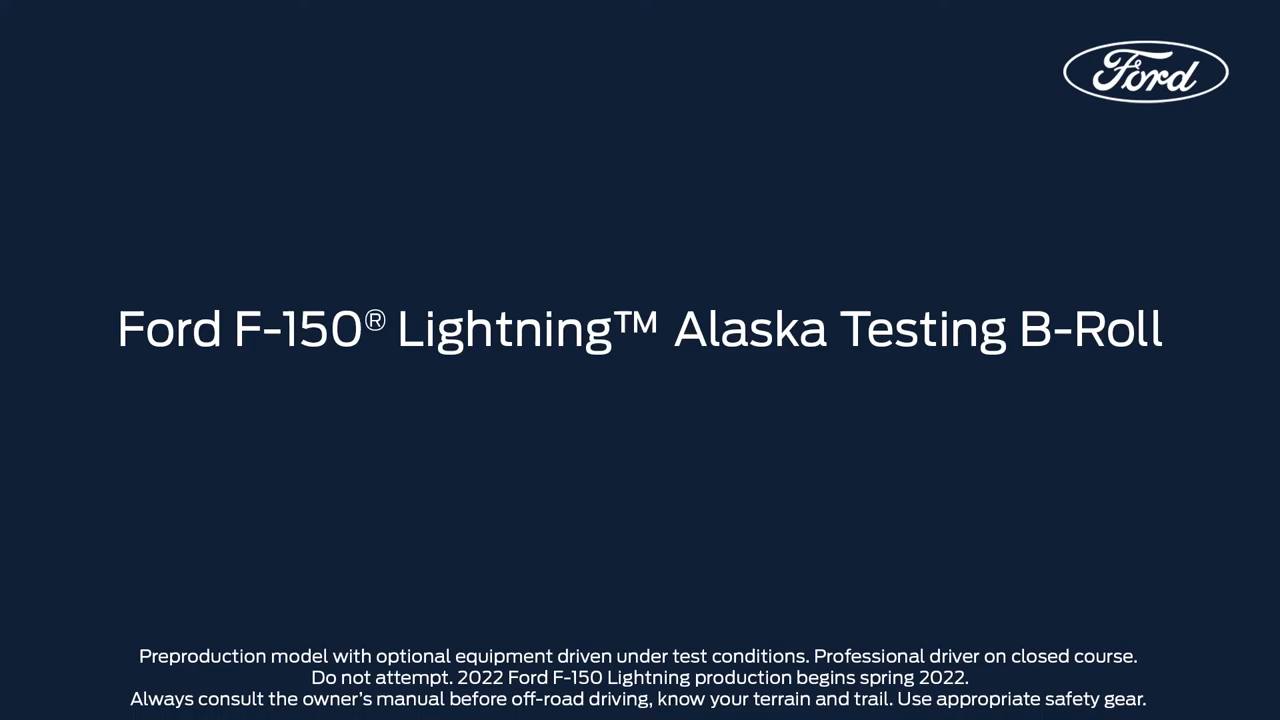 Ford
Ford F-150® Lightning™ Alaska Testing B-Roll
Preproduction model with optional equipment driven under test conditions. Professional driver on closed course.
Do not attempt. 2022 Ford F-150 Lightning production begins spring 2022.
Always consult the owner’s manual before off-road driving, know your terrain and trail. Use appropriate safety gear.